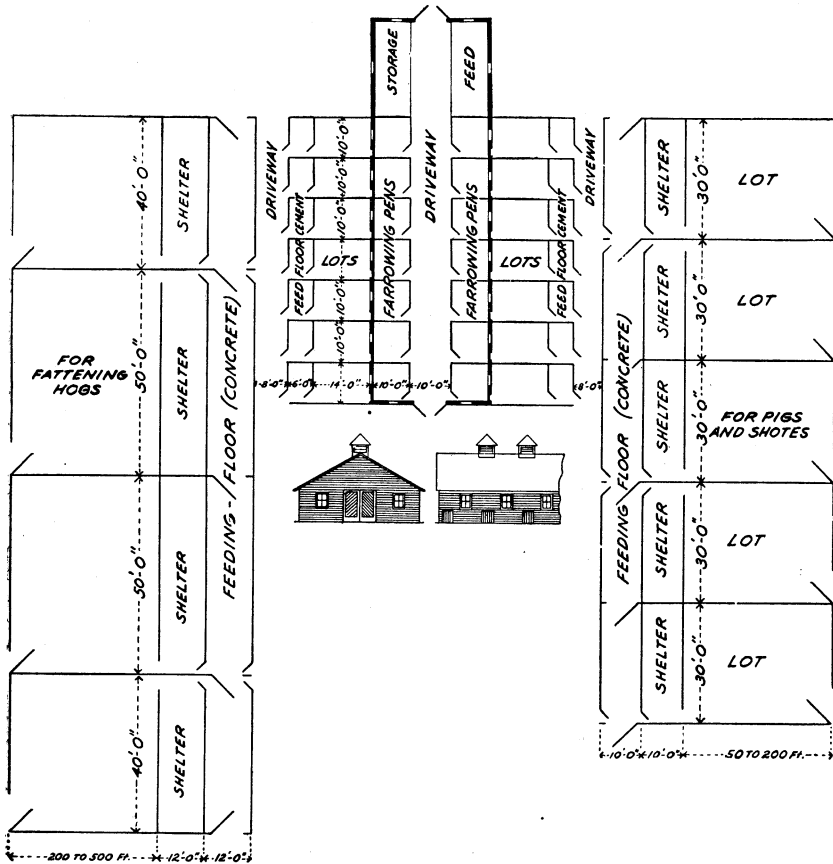 STORAGE
FEED
DRIVEWAY
DRIVEWAY
DRIVEWAY
FARROWING PENS
FARROWING PENS
FEED FLOOR CEMENT
FEED FLOOR CEMENT
LOTS
LOTS
10'-0"
10'-0"
10'-0"
10'-0"
10'-0"
8'-0"
6'-0"
14'-0"
10'-0"
10'-0"
8'-0"
40'-0"
SHELTER
FOR
FATTENING
HOGS
50'-0"
SHELTER
FEEDING-FLOOR (CONCRETE)
50'-0"
SHELTER
40'-0"
SHELTER
200 TO 500 Ft.
12'-0"
12'-0"
SHELTER
30'-0"
LOT
SHELTER
30'-0"
LOT
SHELTER
30'-0"
FOR PIGS
AND SHOTES
FEEDING FLOOR (CONCRETE)
SHELTER
30'-0"
LOT
SHELTER
30'-0"
LOT
10'-0"
10'-0"
50 TO 200 Ft.